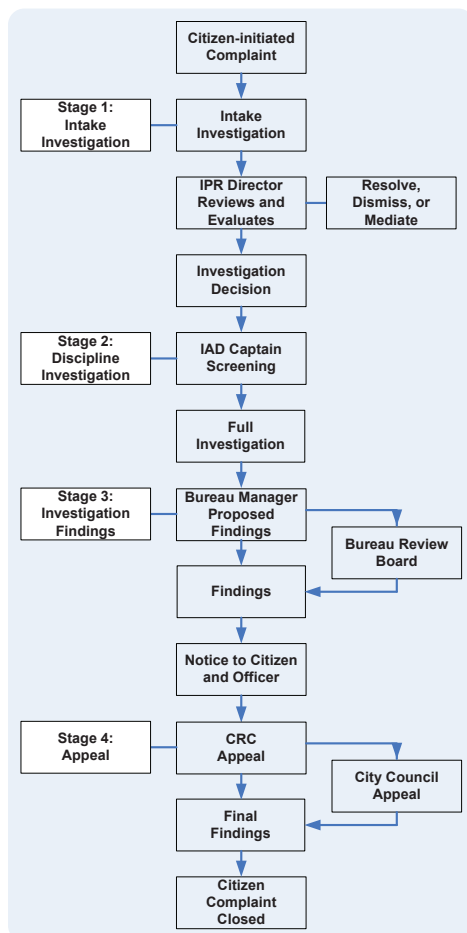 Citizen-initiated
Complaint
Stage 1:
Intake
Investigation
Intake
Investigation
IPR Director
Reviews and
Evaluates
Resolve,
Dismiss, or
Mediate
Investigation
Decision
Stage 2:
Discipline
Investigation
IAD Captain
Screening
Full
Investigation
Stage 3:
Investigation
Findings
Bureau Manager
Proposed
Findings
Bureau Review
Board
Findings
Notice to Citizen
and Officer
Stage 4:
Appeal
CRC
Appeal
City Council
Appeal
Final
Findings
Citizen
Complaint
Closed